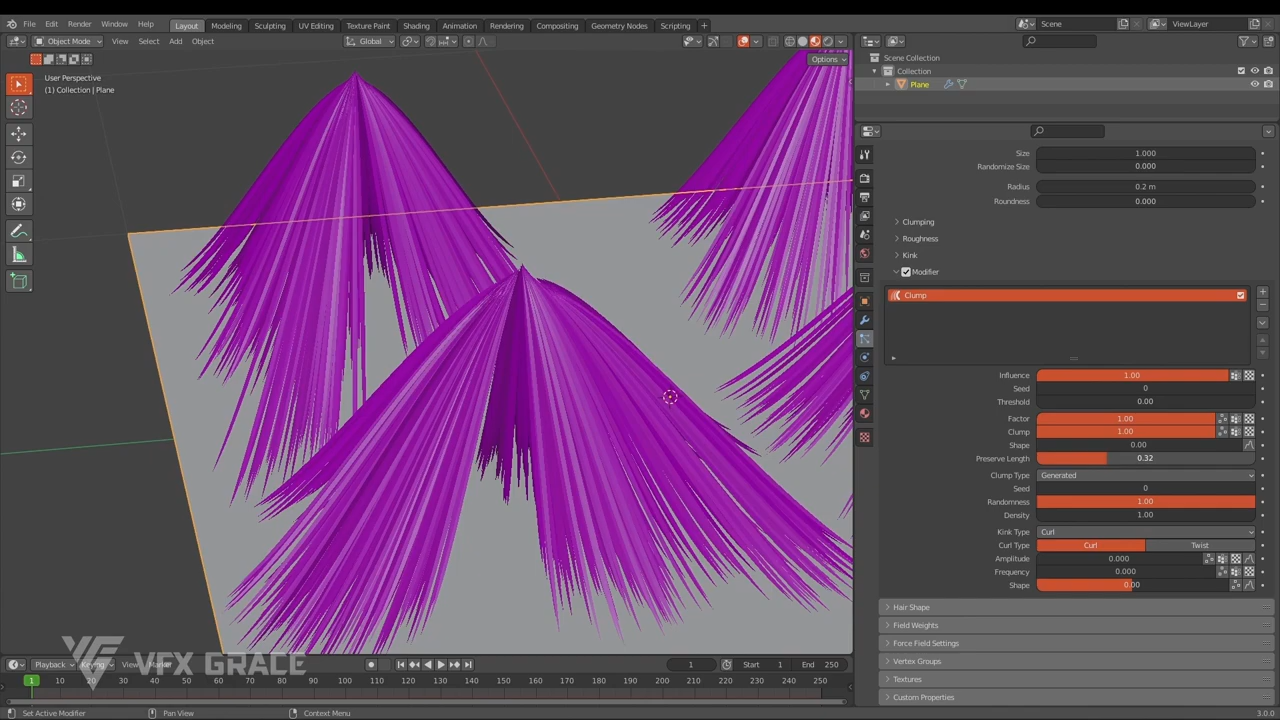 File Edit Render Window Help Layout Modeling Sculpting UV Editing Texture Paint Shading Animation Rendering Compositing Geometry Nodes Scripting + Scene ViewLayer
Object Mode View Select Add Object Global
Options
User Perspective
(1) Collection | Plane
Scene Collection
Collection
Plane
Size 1.000
Randomize Size 0.000
Radius 0.2 m
Roundness 0.000
Clumping
Roughness
Kink
Modifier
Clump
Influence 1.00
Seed 0
Threshold 0.00
Factor 1.00
Clump 1.00
Shape 0.00
Preserve Length 0.32
Clump Type Generated
Seed 0
Randomness 1.00
Density 1.00
Kink Type Curl
Curl Type Curl Twist
Amplitude 0.000
Frequency 0.000
Shape 0.00
Hair Shape
Field Weights
Force Field Settings
Vertex Groups
Textures
Custom Properties
VFX GRACE
Playback Keying View Marker 1 Start 1 End 250
1 10 20 30 40 50 60 70 80 90 100 110 120 130 140 150 160 170 180 190 200 210 220 230 240 250
Set Active Modifier Pan View Context Menu 3.0.0